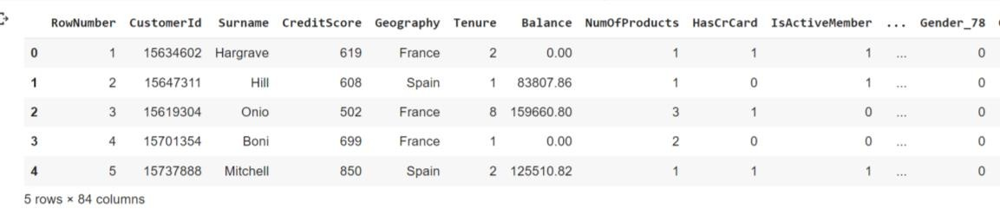 RowNumber CustomerId Surname CreditScore Geography Tenure Balance NumOfProducts HasCrCard IsActiveMember ... Gender_78
0 1 15634602 Hargrave 619 France 2 0.00 1 1 1 ... 0
1 2 15647311 Hill 608 Spain 1 83807.86 1 0 1 ... 0
2 3 15619304 Onio 502 France 8 159660.80 3 1 0 ... 0
3 4 15701354 Boni 699 France 1 0.00 2 0 0 ... 0
4 5 15737888 Mitchell 850 Spain 2 125510.82 1 1 1 ... 0
5 rows × 84 columns